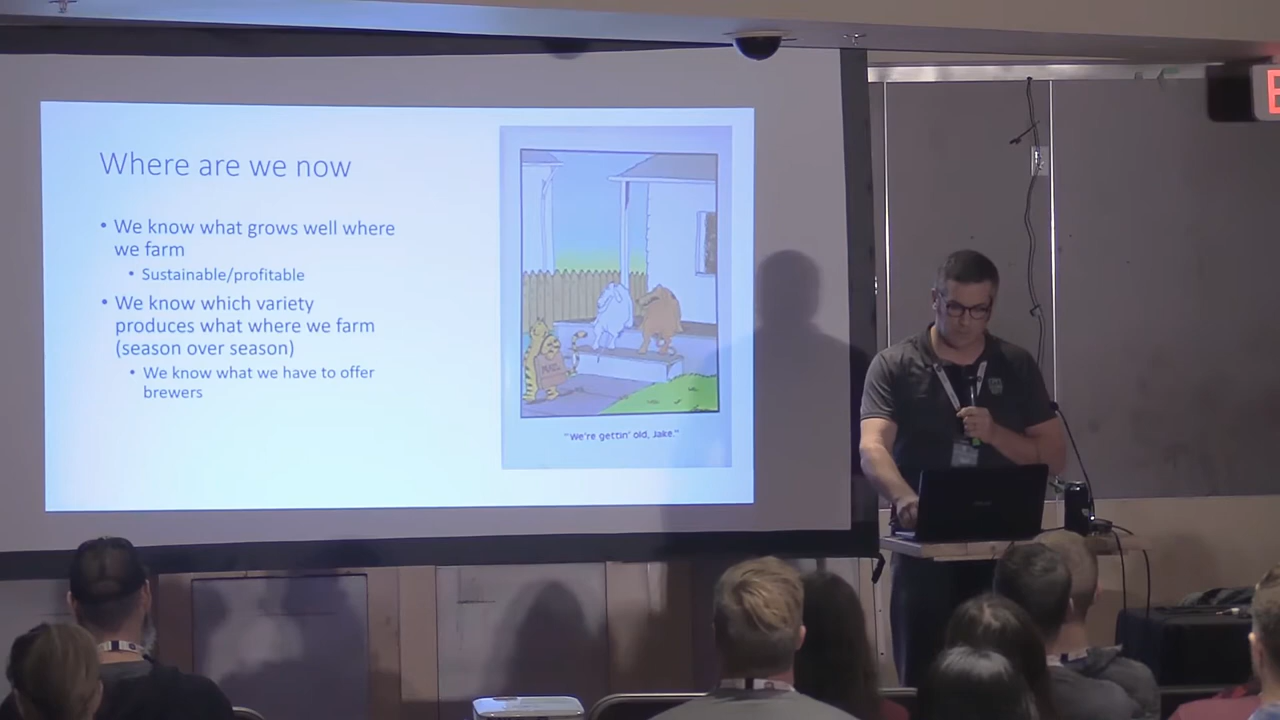 Where are we now
• We know what grows well where
we farm
• Sustainable/profitable
• We know which variety
produces what where we farm
(season over season)
• We know what we have to offer
brewers
"We're gettin' old, Jake."
E